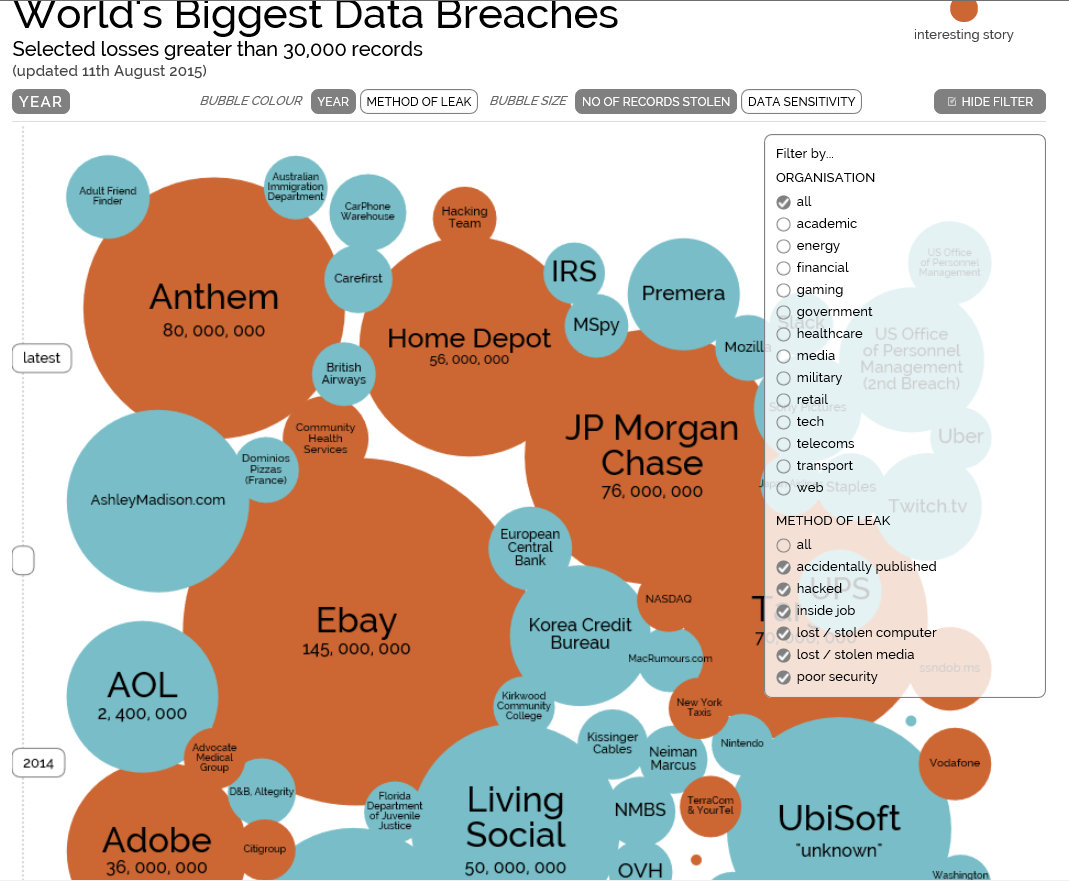 World's Biggest Data Breaches
Selected losses greater than 30,000 records
(updated 11th August 2015)
interesting story
YEAR
BUBBLE COLOUR
YEAR
METHOD OF LEAK
BUBBLE SIZE
NO OF RECORDS STOLEN
DATA SENSITIVITY
HIDE FILTER
latest
2014
Adult Friend
Finder
Australian
Immigration
Department
CarPhone
Warehouse
Hacking
Team
Carefirst
IRS
MSpy
Premera
Mozilla
Anthem
80, 000, 000
Home Depot
56, 000, 000
British
Airways
Community
Health
Services
JP Morgan
Chase
76, 000, 000
AshleyMadison.com
Dominios
Pizzas
(France)
European
Central
Bank
Ebay
145, 000, 000
Korea Credit
Bureau
NASDAQ
MacRumours.com
AOL
2, 400, 000
Kirkwood
Community
College
New York
Taxis
Advocate
Medical
Group
D&B, Altegrity
Kissinger
Cables
Neiman
Marcus
Nintendo
Vodafone
Florida
Department
of Juvenile
Justice
Living
Social
50, 000, 000
NMBS
TerraCom
& YourTel
UbiSoft
"unknown"
Adobe
36, 000, 000
Citigroup
OVH
Washington
Filter by...
ORGANISATION
all
academic
energy
financial
gaming
government
healthcare
media
military
retail
tech
telecoms
transport
web
METHOD OF LEAK
all
accidentally published
hacked
inside job
lost / stolen computer
lost / stolen media
poor security
US Office
of Personnel
Management
Slack
US Office
of Personnel
Management
(2nd Breach)
Sony Pictures
Uber
Staples
Twitch.tv
UPS
ssndob.ms